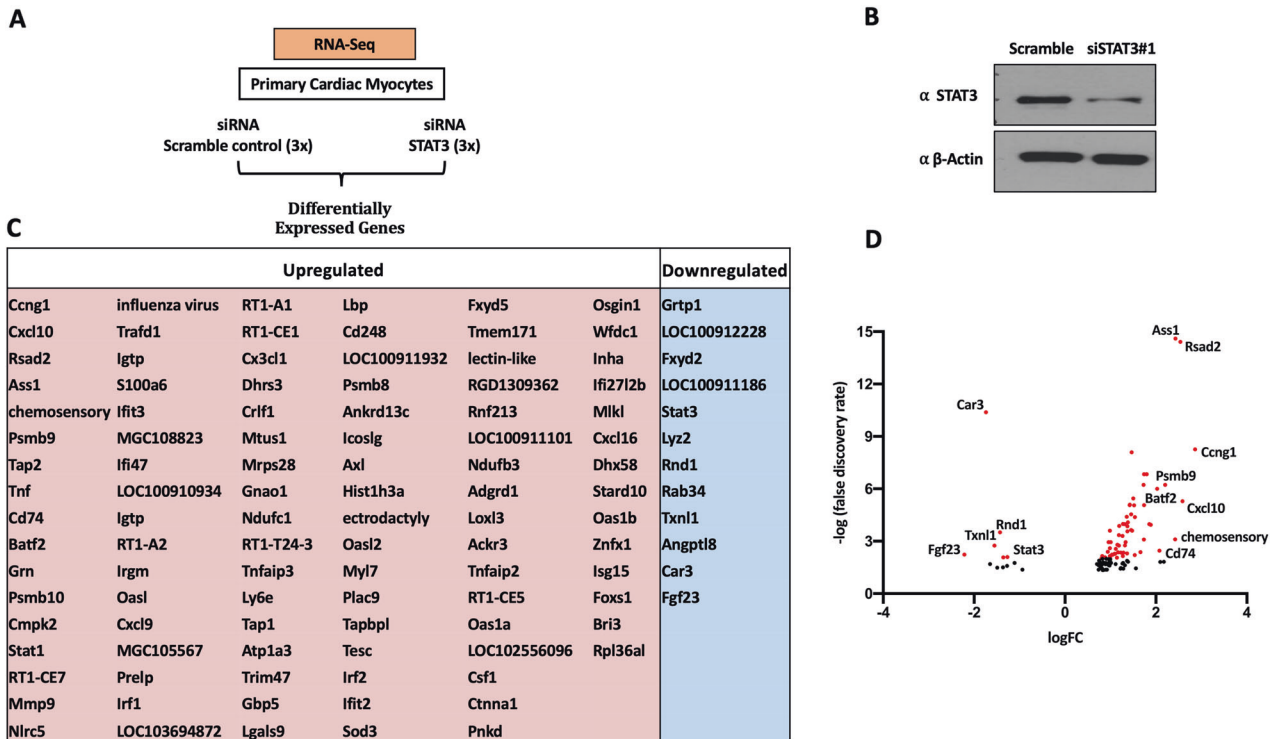 A
RNA-Seq
Primary Cardiac Myocytes
siRNA
Scramble control (3x)
siRNA
STAT3 (3x)
Differentially
Expressed Genes
B
Scramble siSTAT3#1
α STAT3
α β-Actin
C
Upregulated Downregulated
Ccng1 influenza virus RT1-A1 Lbp Fxyd5 Osgin1 Grtp1
Cxcl10 Trafd1 RT1-CE1 Cd248 Tmem171 Wfdc1 LOC100912228
Rsad2 Igtp Cx3cl1 LOC100911932 lectin-like Inha Fxyd2
Ass1 S100a6 Dhrs3 Psmb8 RGD1309362 Ifi27l2b LOC100911186
chemosensory Ifit3 Crlf1 Ankrd13c Rnf213 Mlkl Stat3
Psmb9 MGC108823 Mtus1 Icoslg LOC100911101 Cxcl16 Lyz2
Tap2 Ifi47 Mrps28 Axl Ndufb3 Dhx58 Rnd1
Tnf LOC100910934 Gnao1 Hist1h3a Adgrd1 Stard10 Rab34
Cd74 Igtp Ndufc1 ectrodactyly Loxl3 Oas1b Txnl1
Batf2 RT1-A2 RT1-T24-3 Oasl2 Ackr3 Znfx1 Angptl8
Grn Irgm Tnfaip3 Myl7 Tnfaip2 Isg15 Car3
Psmb10 Oasl Ly6e Plac9 RT1-CE5 Foxs1 Fgf23
Cmpk2 Cxcl9 Tap1 Tapbpl Oas1a Bri3
Stat1 MGC105567 Atp1a3 Tesc LOC102556096 Rpl36al
RT1-CE7 Prelp Trim47 Irf2 Csf1
Mmp9 Irf1 Gbp5 Ifit2 Ctnna1
Nlrc5 LOC103694872 Lgals9 Sod3 Pnkd
D
-log (false discovery rate)
15
12
9
6
3
0
Ass1
Rsad2
Car3
Ccng1
Psmb9
Batf2
Cxcl10
Rnd1
Txnl1
chemosensory
Fgf23
Stat3
Cd74
-4 -2 0 2 4
logFC